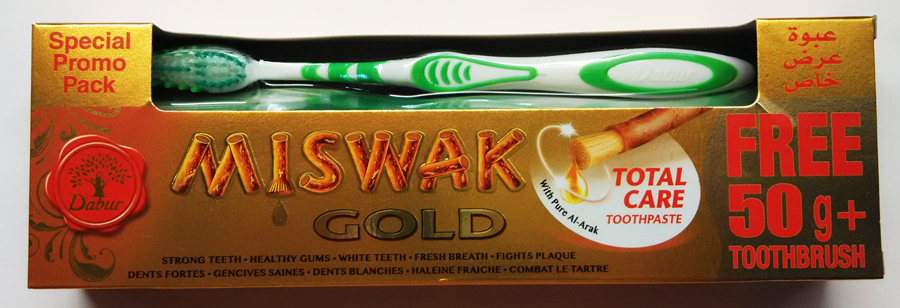 Special
Promo
Pack
عبوة
عرض
خاص
Dabur
Dabur
MISWAK
GOLD
With Pure Al-Arak
TOTAL
CARE
TOOTHPASTE
FREE
50 g+
TOOTHBRUSH
STRONG TEETH • HEALTHY GUMS • WHITE TEETH • FRESH BREATH • FIGHTS PLAQUE
DENTS FORTES • GENCIVES SAINES • DENTS BLANCHES • HALEINE FRAICHE • COMBAT LE TARTRE